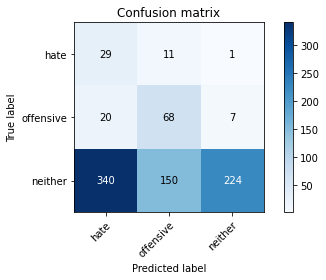 Confusion matrix
True label
hate 29 11 1
offensive 20 68 7
neither 340 150 224
hate offensive neither
Predicted label
300
250
200
150
100
50